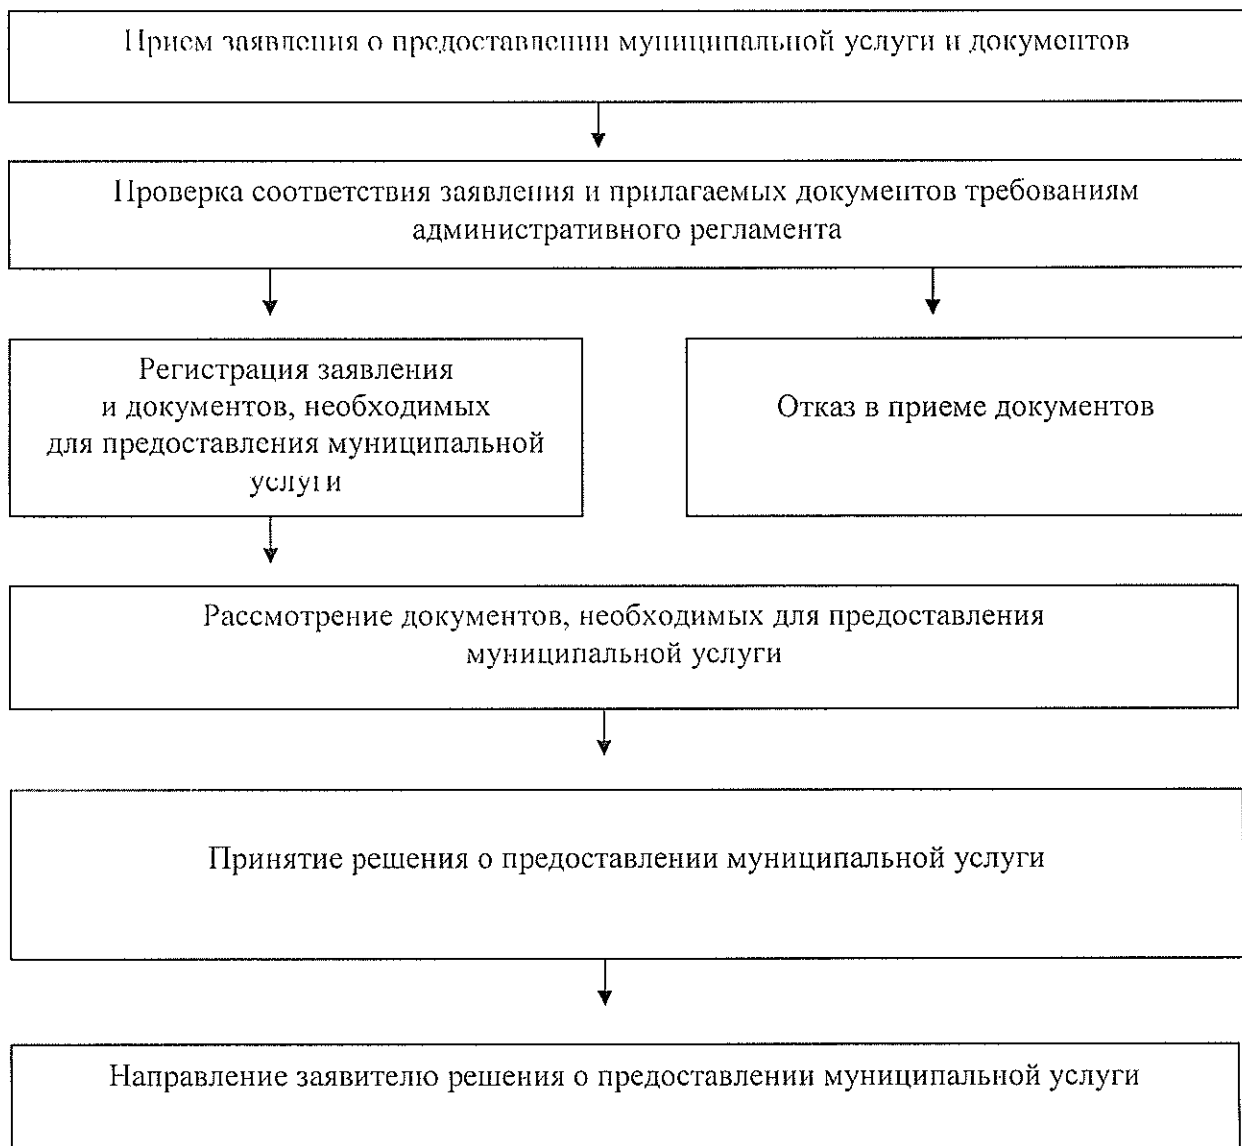 Прием заявления о предоставлении муниципальной услуги и документов
Проверка соответствия заявления и прилагаемых документов требованиям
административного регламента
Регистрация заявления
и документов, необходимых
для предоставления муниципальной
услуги
Отказ в приеме документов
Рассмотрение документов, необходимых для предоставления
муниципальной услуги
Принятие решения о предоставлении муниципальной услуги
Направление заявителю решения о предоставлении муниципальной услуги